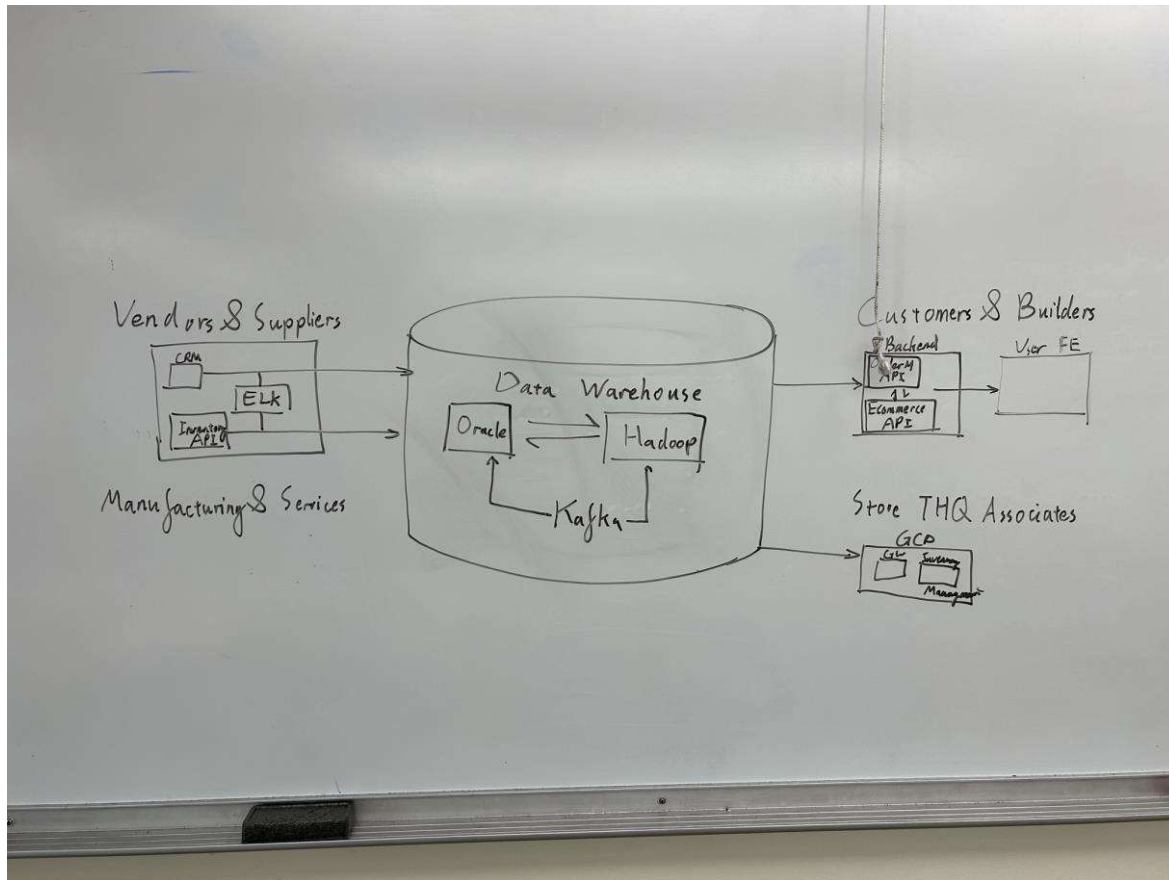 Vendors & Suppliers
CRM
ELK
Inventory
API
Manufacturing & Services
Data Warehouse
Oracle
Hadoop
Kafka
Customers & Builders
Backend
API
Ecommerce
API
User FE
Store THQ Associates
GCP